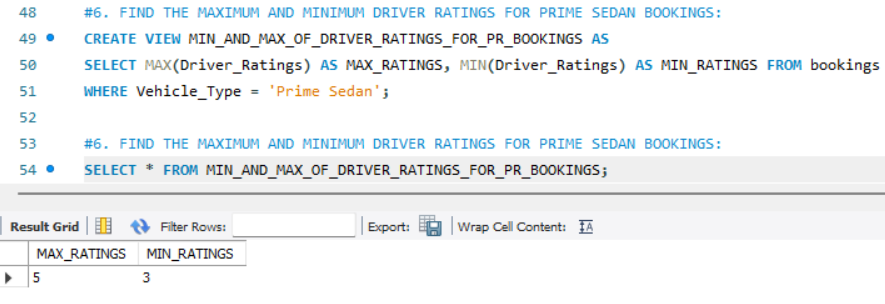 48 #6. FIND THE MAXIMUM AND MINIMUM DRIVER RATINGS FOR PRIME SEDAN BOOKINGS:
49 CREATE VIEW MIN_AND_MAX_OF_DRIVER_RATINGS_FOR_PR_BOOKINGS AS
50 SELECT MAX(Driver_Ratings) AS MAX_RATINGS, MIN(Driver_Ratings) AS MIN_RATINGS FROM bookings
51 WHERE Vehicle_Type = 'Prime Sedan';
52
53 #6. FIND THE MAXIMUM AND MINIMUM DRIVER RATINGS FOR PRIME SEDAN BOOKINGS:
54 SELECT * FROM MIN_AND_MAX_OF_DRIVER_RATINGS_FOR_PR_BOOKINGS;
Result Grid Filter Rows: Export: Wrap Cell Content: IA
MAX_RATINGS MIN_RATINGS
5 3